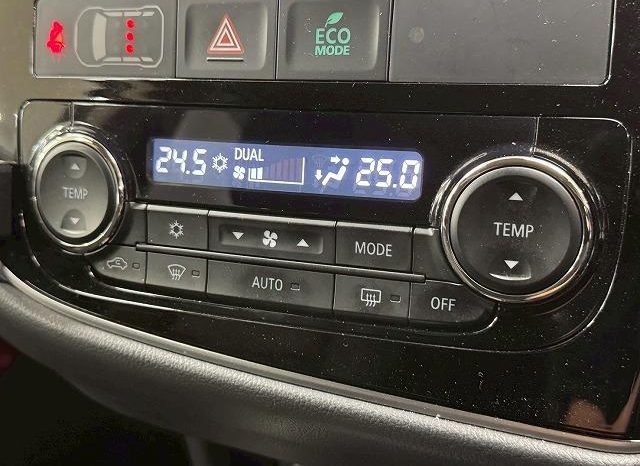 ECO
MODE
24.5 DUAL 25.0
TEMP
TEMP
MODE
AUTO
OFF